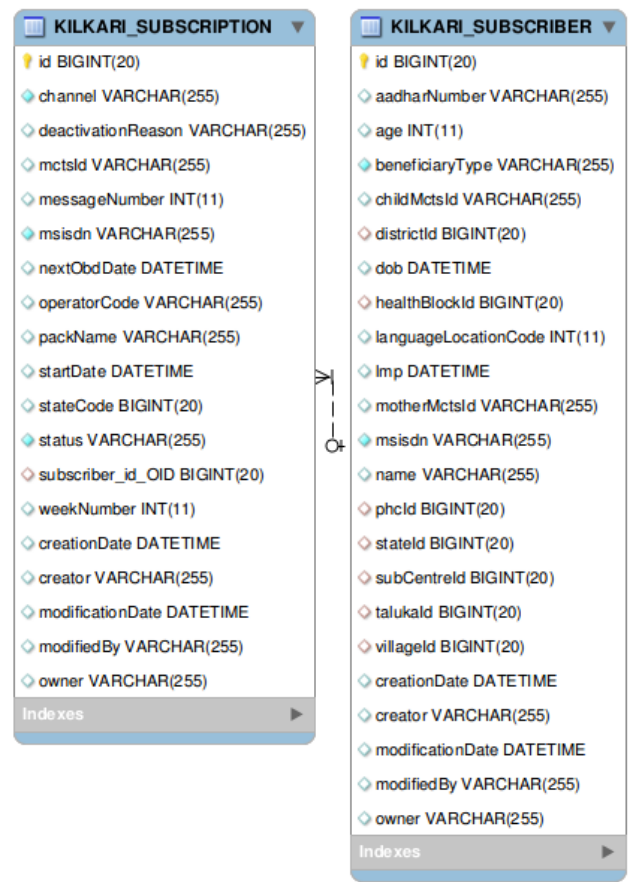 KILKARI_SUBSCRIPTION
id BIGINT(20)
channel VARCHAR(255)
deactivationReason VARCHAR(255)
mctsId VARCHAR(255)
messageNumber INT(11)
msisdn VARCHAR(255)
nextObdDate DATETIME
operatorCode VARCHAR(255)
packName VARCHAR(255)
startDate DATETIME
stateCode BIGINT(20)
status VARCHAR(255)
subscriber_id_OID BIGINT(20)
weekNumber INT(11)
creationDate DATETIME
creator VARCHAR(255)
modificationDate DATETIME
modifiedBy VARCHAR(255)
owner VARCHAR(255)
Indexes
KILKARI_SUBSCRIBER
id BIGINT(20)
aadharNumber VARCHAR(255)
age INT(11)
beneficiaryType VARCHAR(255)
childMctsId VARCHAR(255)
districtId BIGINT(20)
dob DATETIME
healthBlockId BIGINT(20)
languageLocationCode INT(11)
lmp DATETIME
motherMctsId VARCHAR(255)
msisdn VARCHAR(255)
name VARCHAR(255)
phcId BIGINT(20)
stateId BIGINT(20)
subCentreId BIGINT(20)
talukaId BIGINT(20)
villageId BIGINT(20)
creationDate DATETIME
creator VARCHAR(255)
modificationDate DATETIME
modifiedBy VARCHAR(255)
owner VARCHAR(255)
Indexes